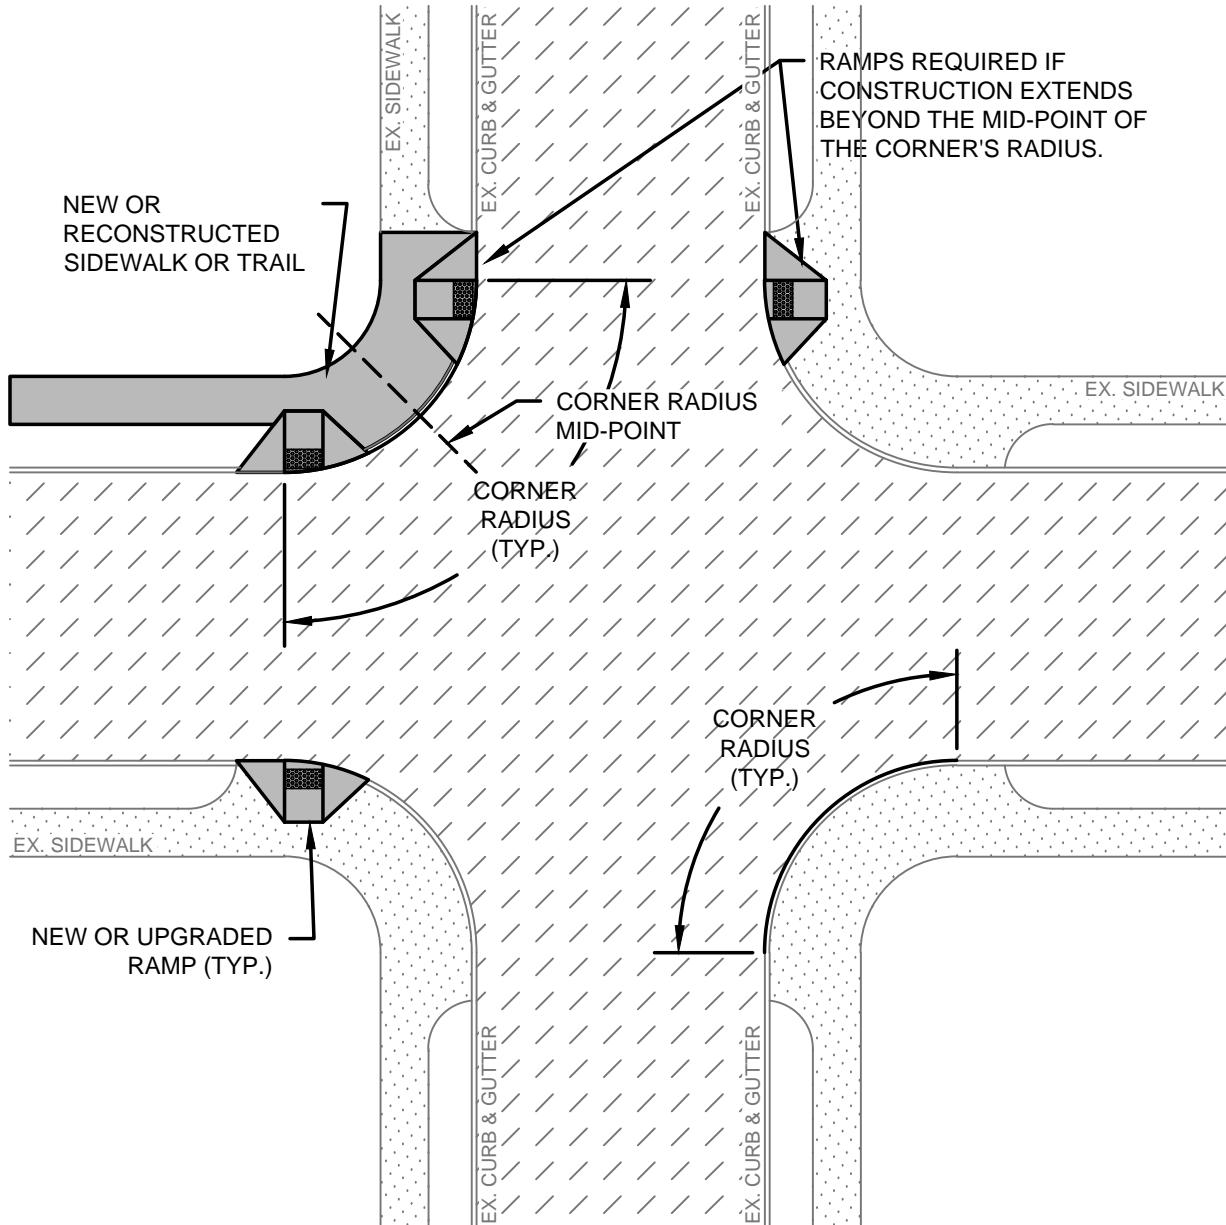 EX. SIDEWALK
EX. CURB & GUTTER
EX. CURB & GUTTER
RAMPS REQUIRED IF
CONSTRUCTION EXTENDS
BEYOND THE MID-POINT OF
THE CORNER'S RADIUS.
NEW OR
RECONSTRUCTED
SIDEWALK OR TRAIL
EX. SIDEWALK
CORNER RADIUS
MID-POINT
CORNER
RADIUS
(TYP.)
CORNER
RADIUS
(TYP.)
EX. SIDEWALK
NEW OR UPGRADED
RAMP (TYP.)
EX. CURB & GUTTER
EX. CURB & GUTTER